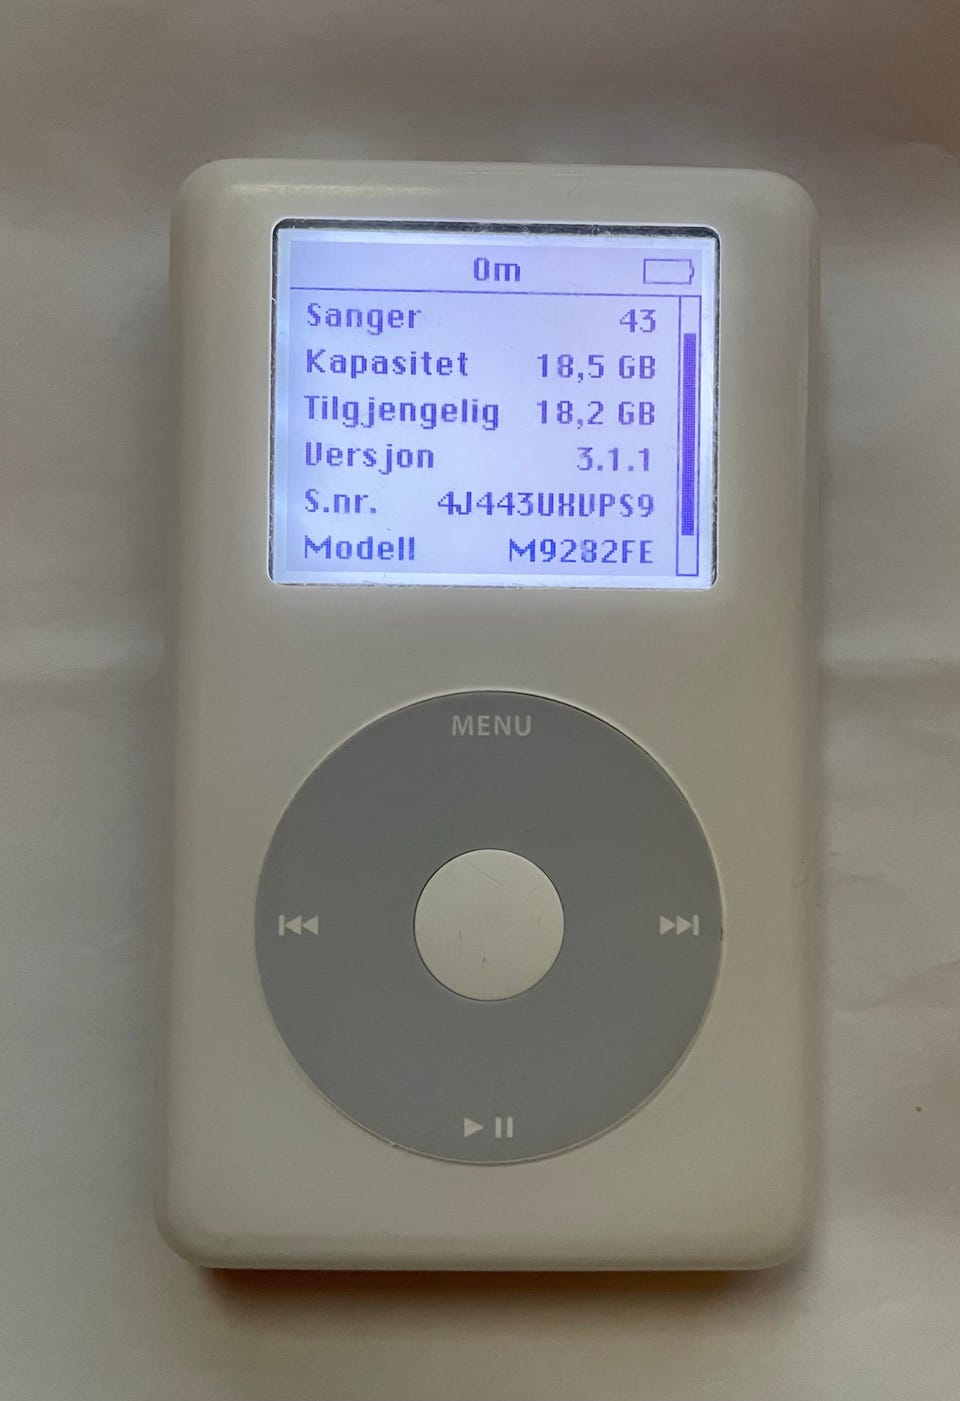 Om
Sanger 43
Kapasitet 18,5 GB
Tilgjengelig 18,2 GB
Versjon 3.1.1
S.nr. 4J443UXVPS9
Modell M9282FE
MENU